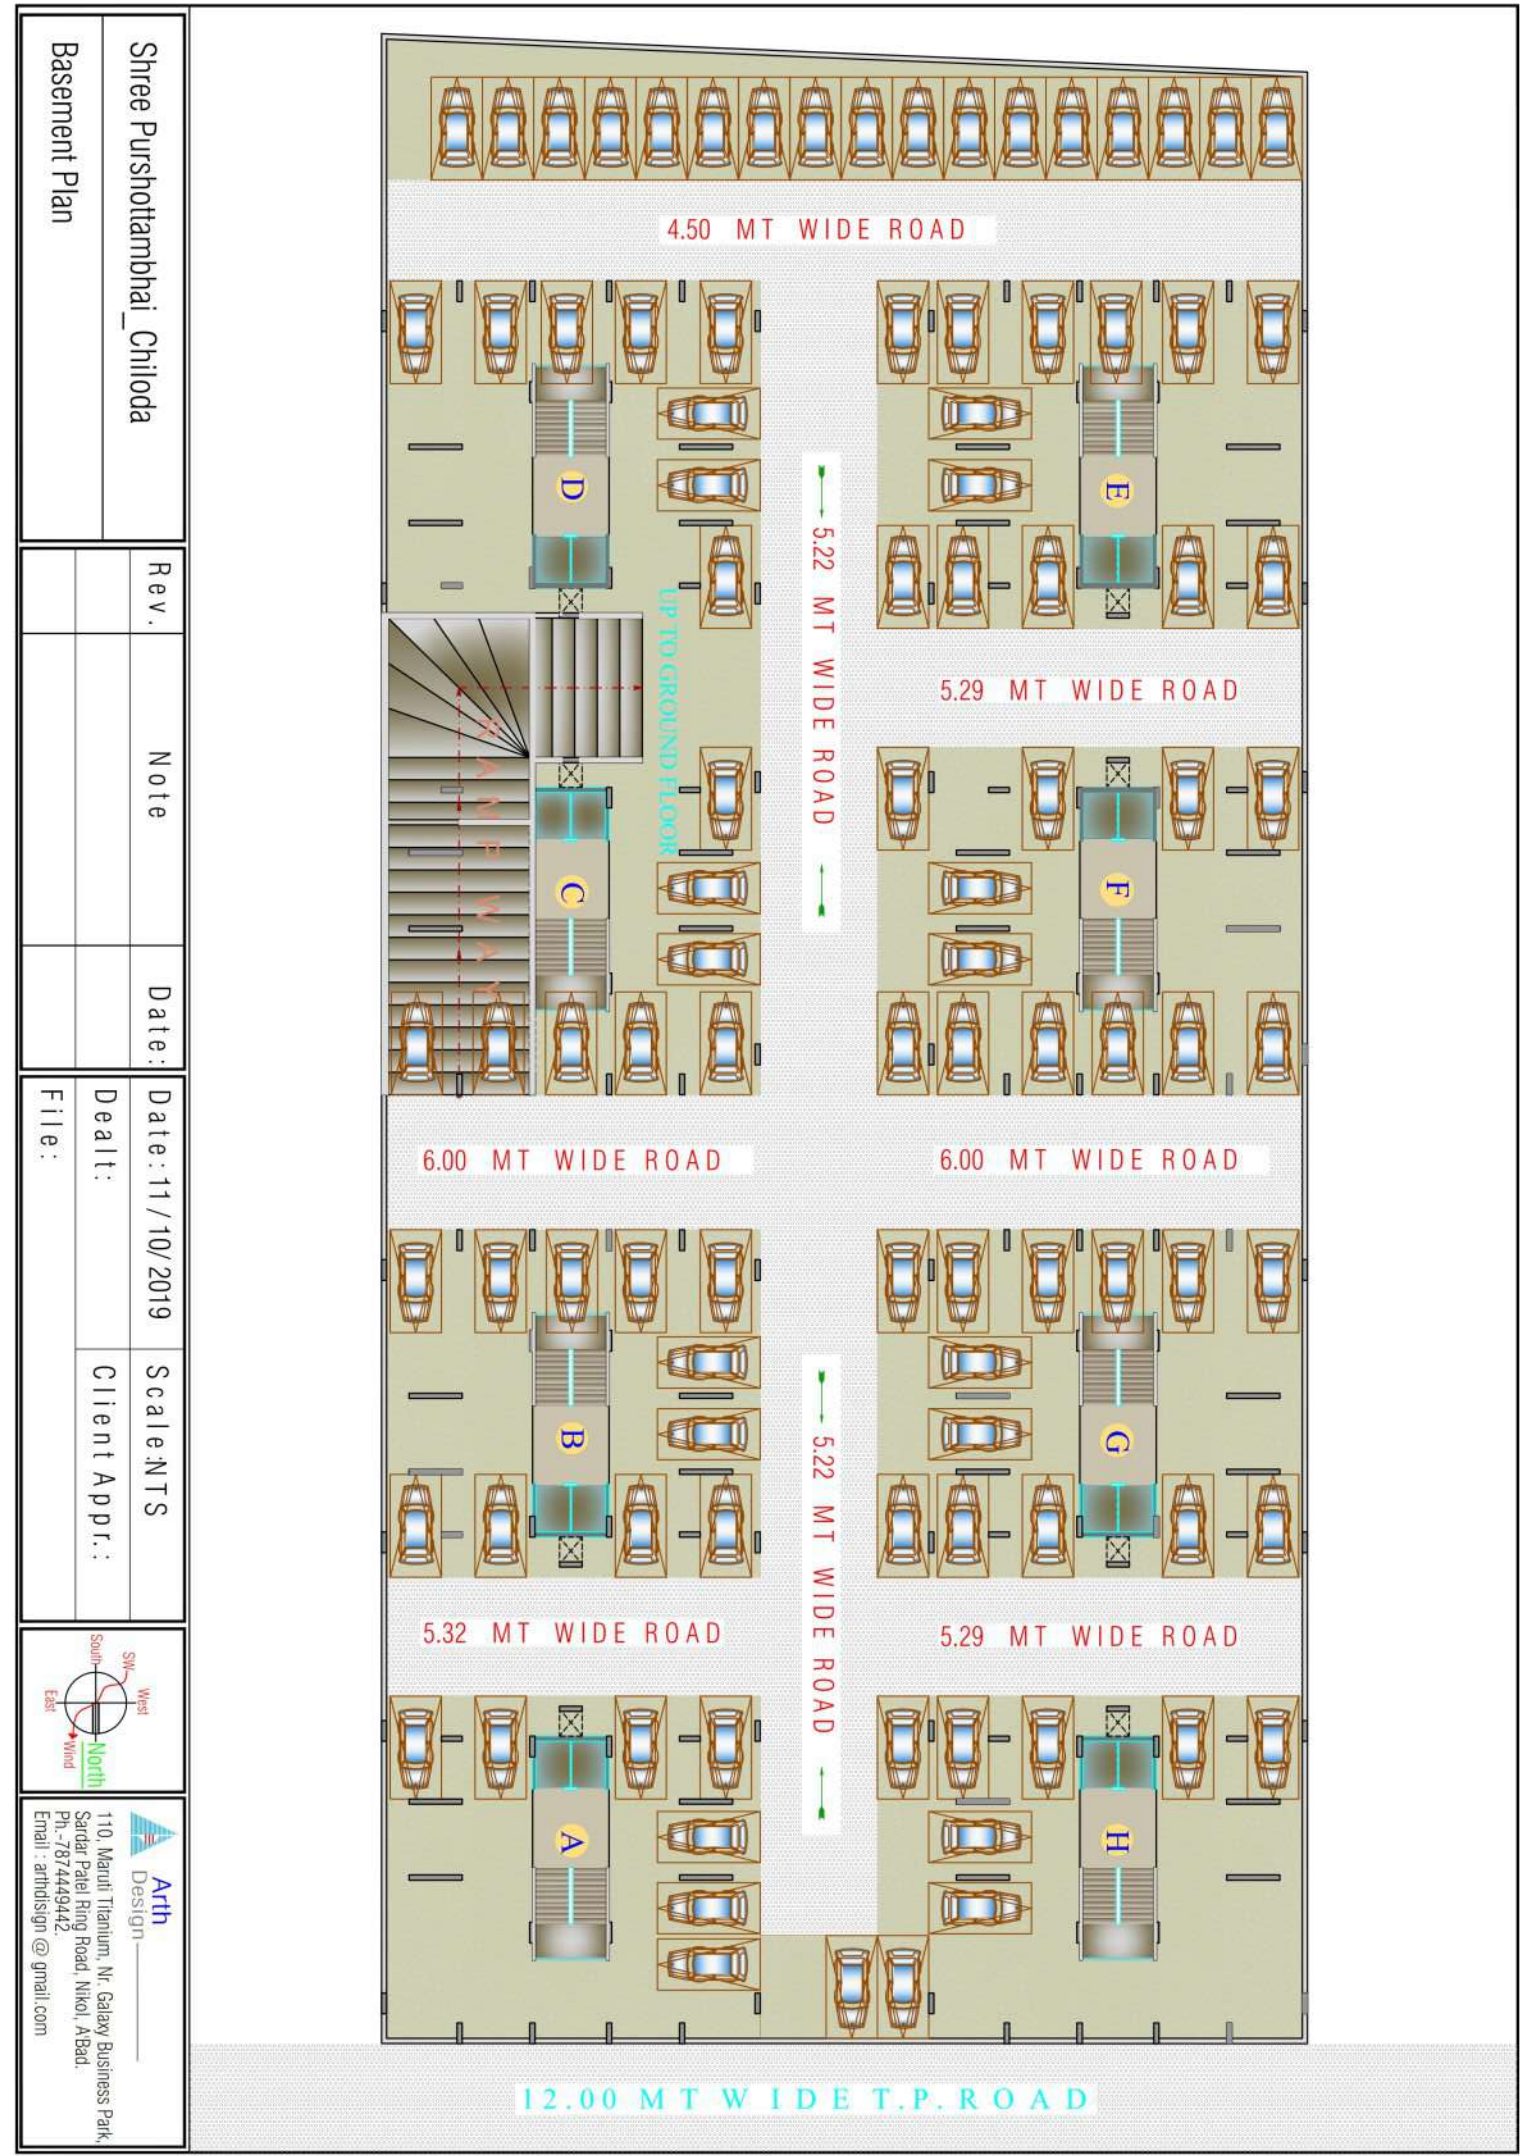 4.50 MT WIDE ROAD
D
E
5.22 MT WIDE ROAD
UP TO GROUND FLOOR
5.29 MT WIDE ROAD
RAMP WAY
C
F
6.00 MT WIDE ROAD
6.00 MT WIDE ROAD
B
G
5.22 MT WIDE ROAD
5.32 MT WIDE ROAD
5.29 MT WIDE ROAD
A
H
12.00 MT WIDE T.P. ROAD
Shree Purshottambhai_Chiloda
Basement Plan
Rev.
Note
Date:
Date: 11/10/2019
Scale:NTS
Dealt:
Client Appr.:
File:
West
SW
South
North
East
Wind
Arth
Design
110, Maruti Titanium, Nr. Galaxy Business Park,
Sardar Patel Ring Road, Nikol, A'Bad.
Ph.-7874449442.
Email : arthdisign @ gmail.com